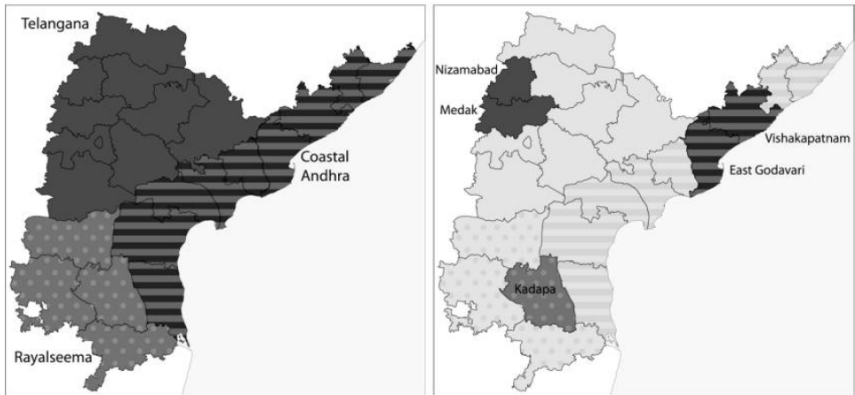 Telangana
Coastal
Andhra
Rayalseema
Nizamabad
Medak
Vishakapatnam
East Godavari
Kadapa